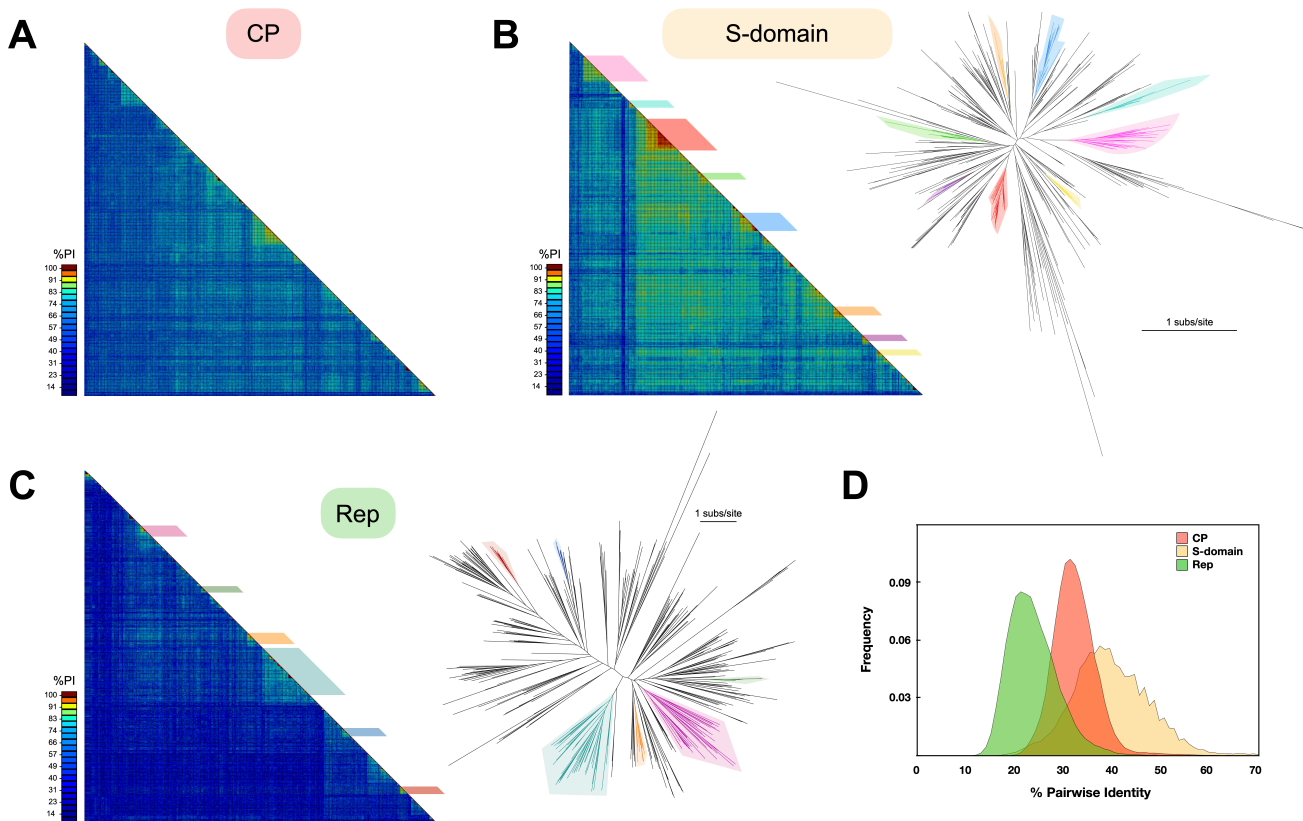 A
CP
%PI
100
91
83
74
66
57
49
40
31
23
14
B
S-domain
%PI
100
91
83
74
66
57
49
40
31
23
14
1 subs/site
C
Rep
%PI
100
91
83
74
66
57
49
40
31
23
14
1 subs/site
D
CP
S-domain
Rep
Frequency
0.09
0.06
0.03
0
10
20
30
40
50
60
70
% Pairwise Identity